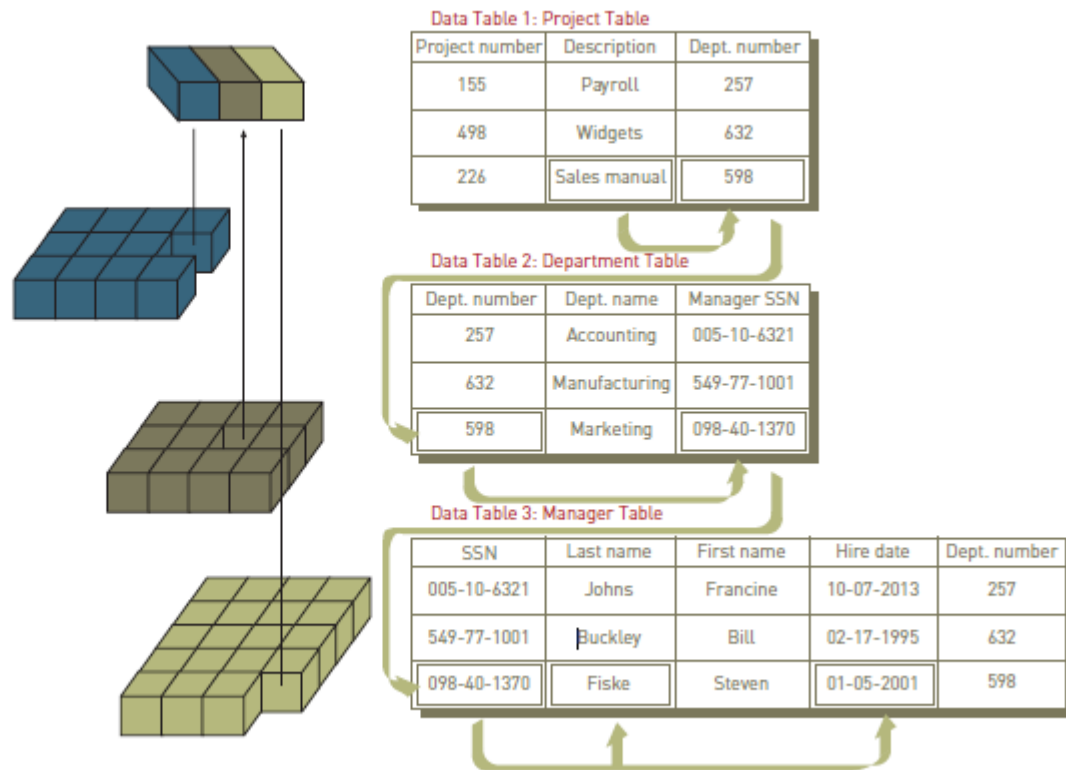 Data Table 1: Project Table
Project number Description Dept. number
155 Payroll 257
498 Widgets 632
226 Sales manual 598
Data Table 2: Department Table
Dept. number Dept. name Manager SSN
257 Accounting 005-10-6321
632 Manufacturing 549-77-1001
598 Marketing 098-40-1370
Data Table 3: Manager Table
SSN Last name First name Hire date Dept. number
005-10-6321 Johns Francine 10-07-2013 257
549-77-1001 Buckley Bill 02-17-1995 632
098-40-1370 Fiske Steven 01-05-2001 598